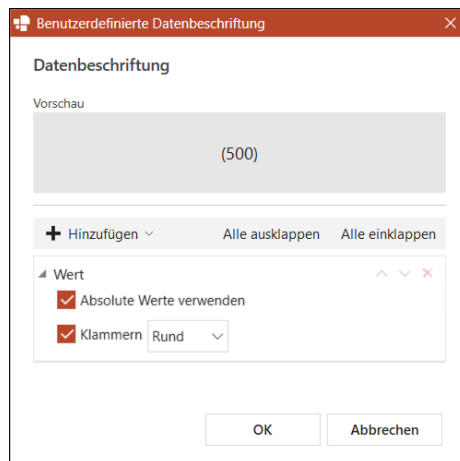 Benutzerdefinierte Datenbeschriftung
Datenbeschriftung
Vorschau
(500)
Hinzufügen Alle ausklappen Alle einklappen
Wert
Absolute Werte verwenden
Klammern Rund
OK Abbrechen